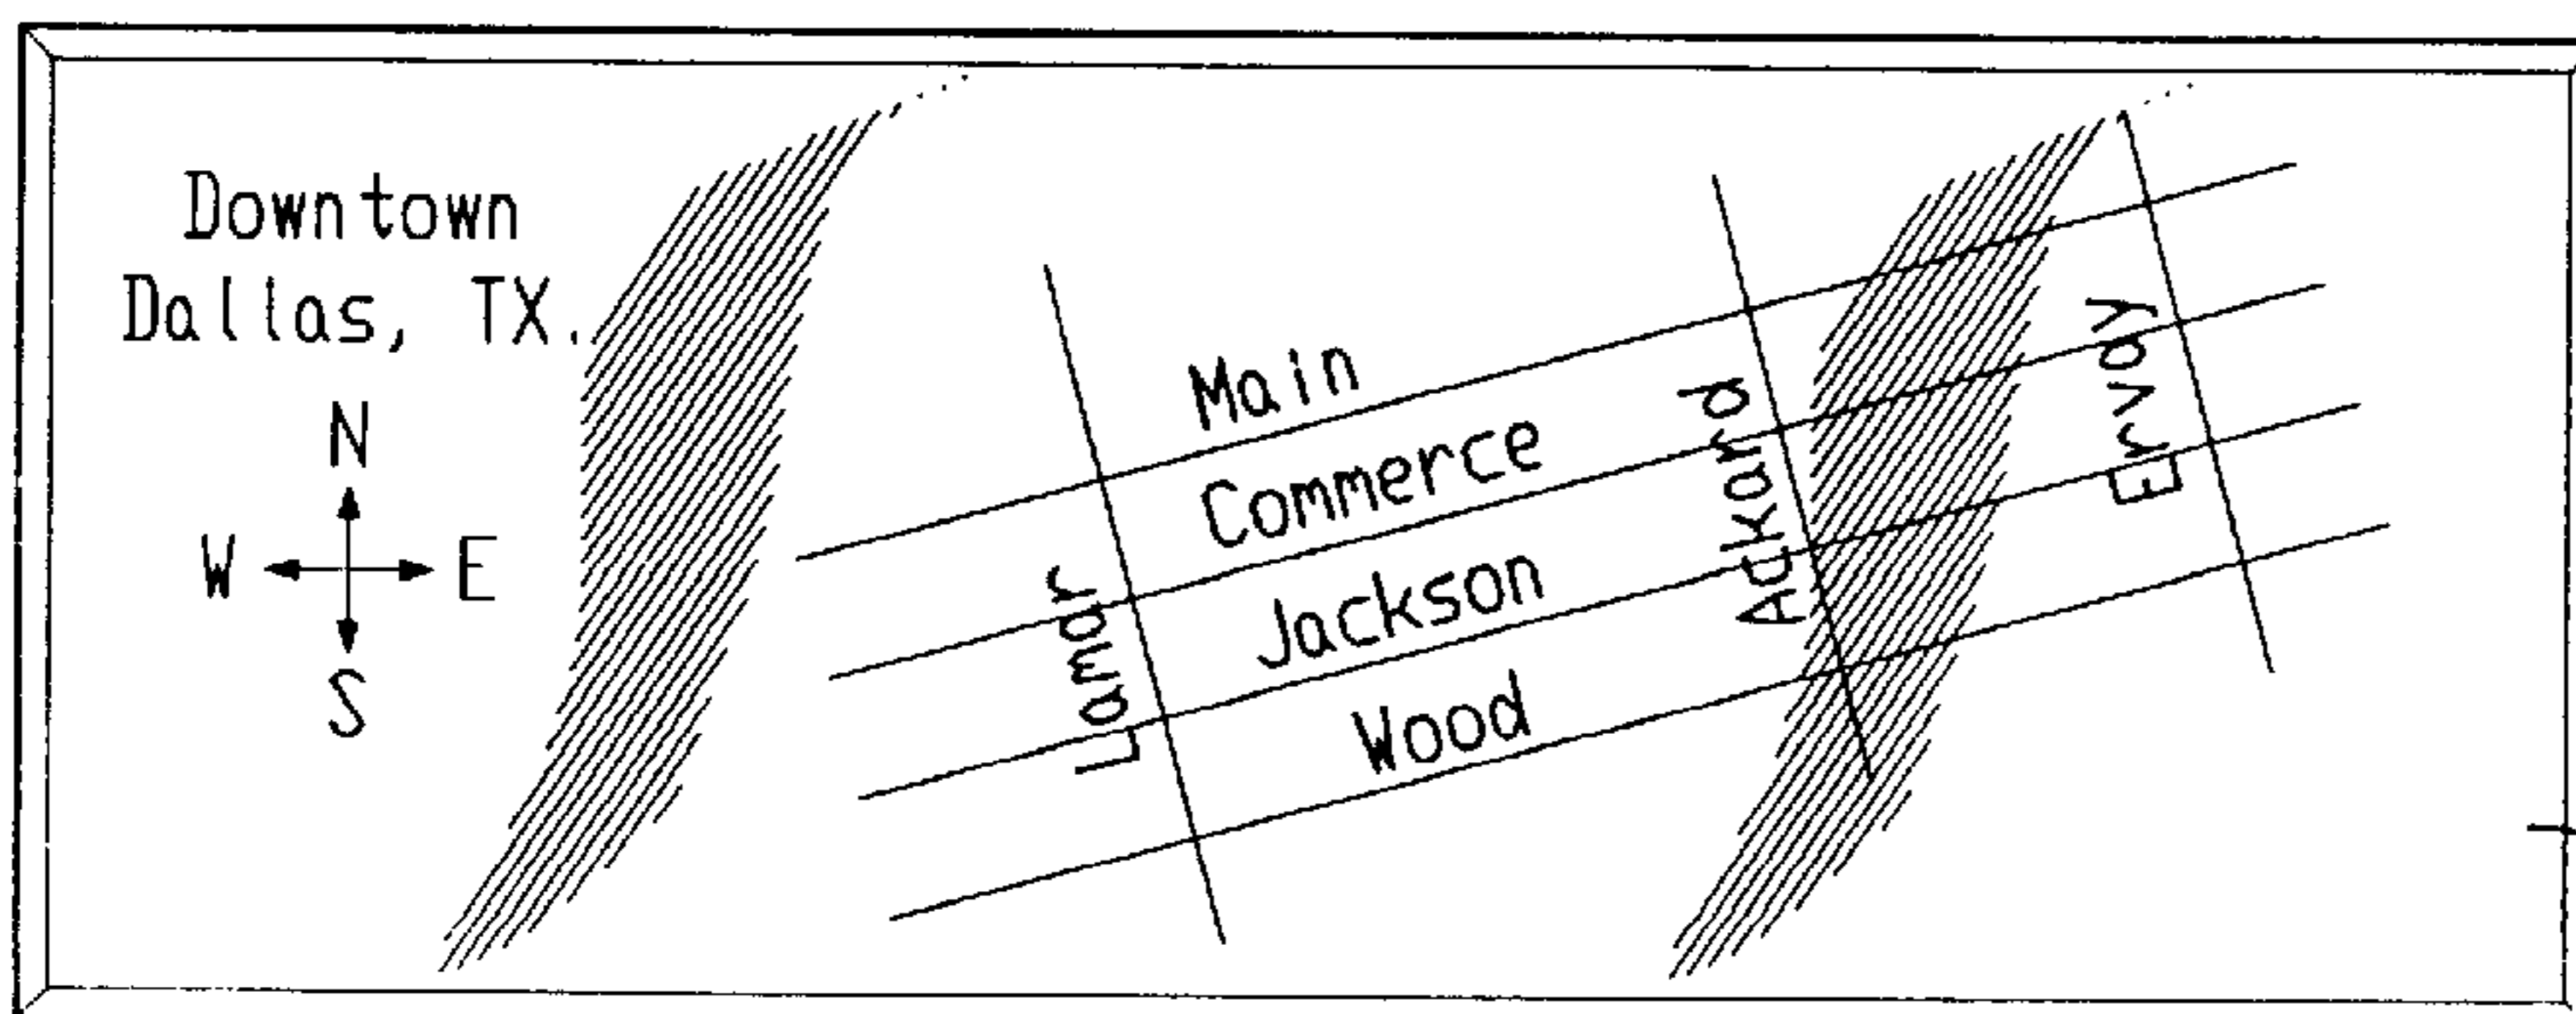 Downtown
Dallas, TX.
N
W E
S
Main
Commerce
Jackson
Wood
Lamar
Ackard
Ervay